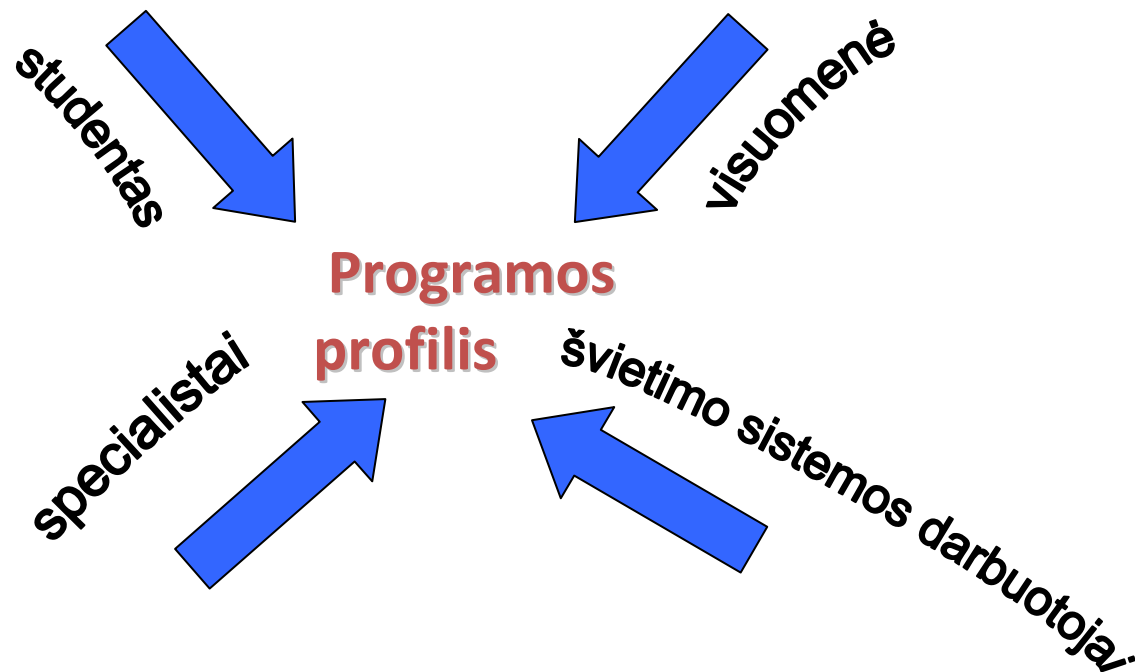 studentas
visuomenė
Programos
profilis
specialistai
švietimo sistemos darbuotojai